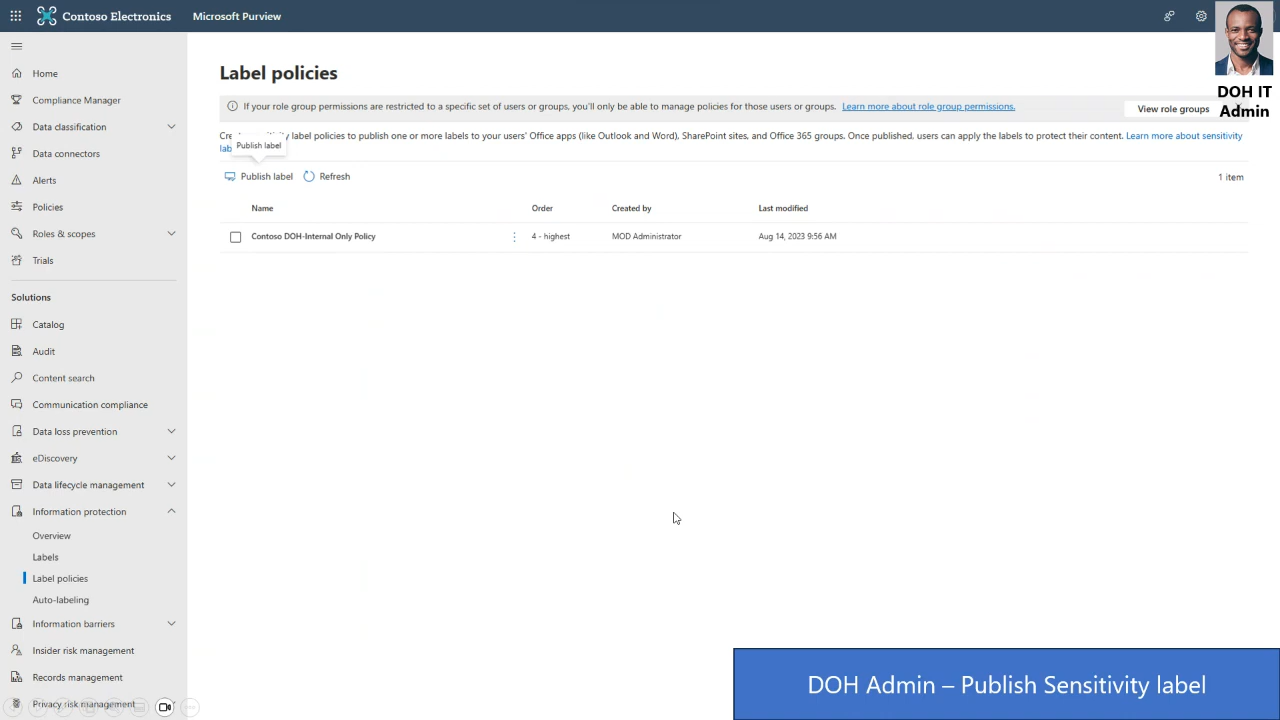 Contoso Electronics
Microsoft Purview
Home
Compliance Manager
Data classification
Data connectors
Alerts
Policies
Roles & scopes
Trials
Solutions
Catalog
Audit
Content search
Communication compliance
Data loss prevention
eDiscovery
Data lifecycle management
Information protection
Overview
Labels
Label policies
Auto-labeling
Information barriers
Insider risk management
Records management
Privacy risk management
Label policies
If your role group permissions are restricted to a specific set of users or groups, you'll only be able to manage policies for those users or groups. Learn more about role group permissions.
View role groups
DOH IT
Admin
label policies to publish one or more labels to your users' Office apps (like Outlook and Word), SharePoint sites, and Office 365 groups. Once published, users can apply the labels to protect their content. Learn more about sensitivity
Publish label
Publish label
Refresh
1 item
Name Order Created by Last modified
Contoso DOH-Internal Only Policy 4 - highest MOD Administrator Aug 14, 2023 9:56 AM
DOH Admin – Publish Sensitivity label